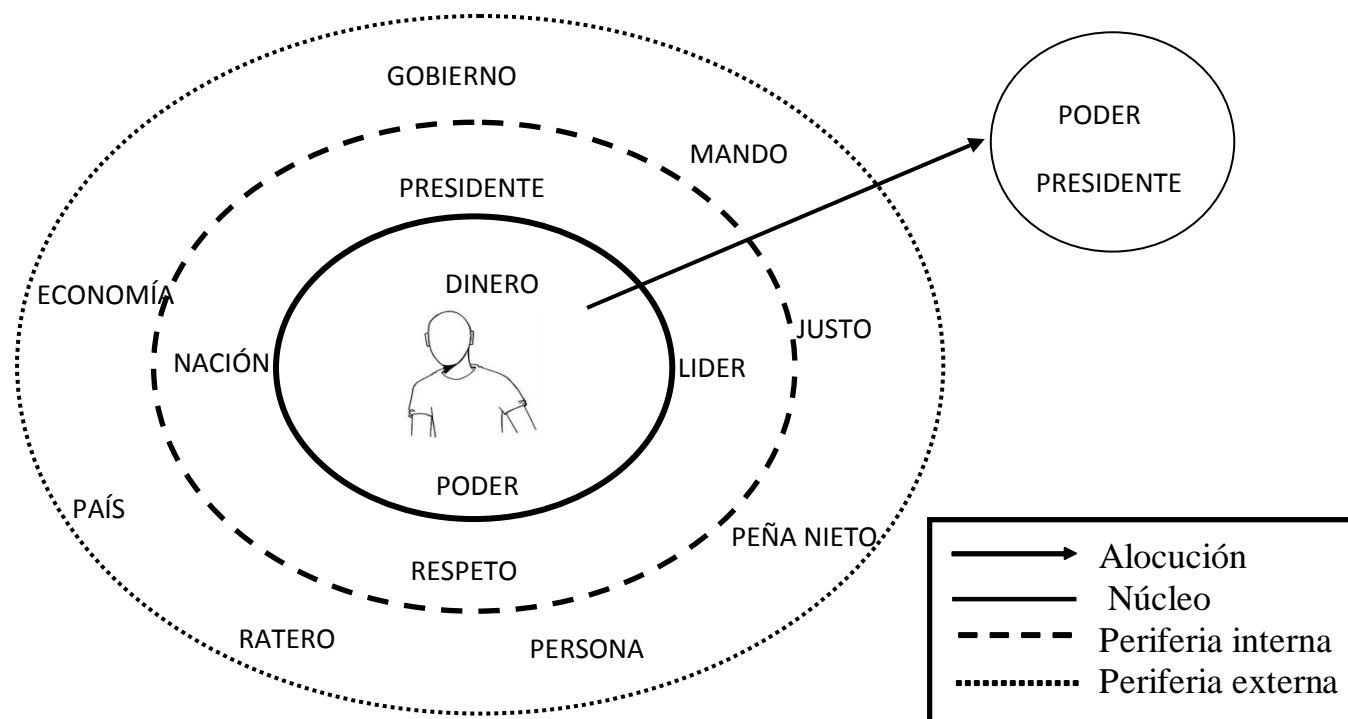 GOBIERNO
MANDO
PRESIDENTE
DINERO
ECONOMÍA
JUSTO
NACIÓN
LIDER
PODER
PAÍS
PEÑA NIETO
RESPETO
RATERO
PERSONA
PODER
PRESIDENTE
Alocución
Núcleo
Periferia interna
Periferia externa